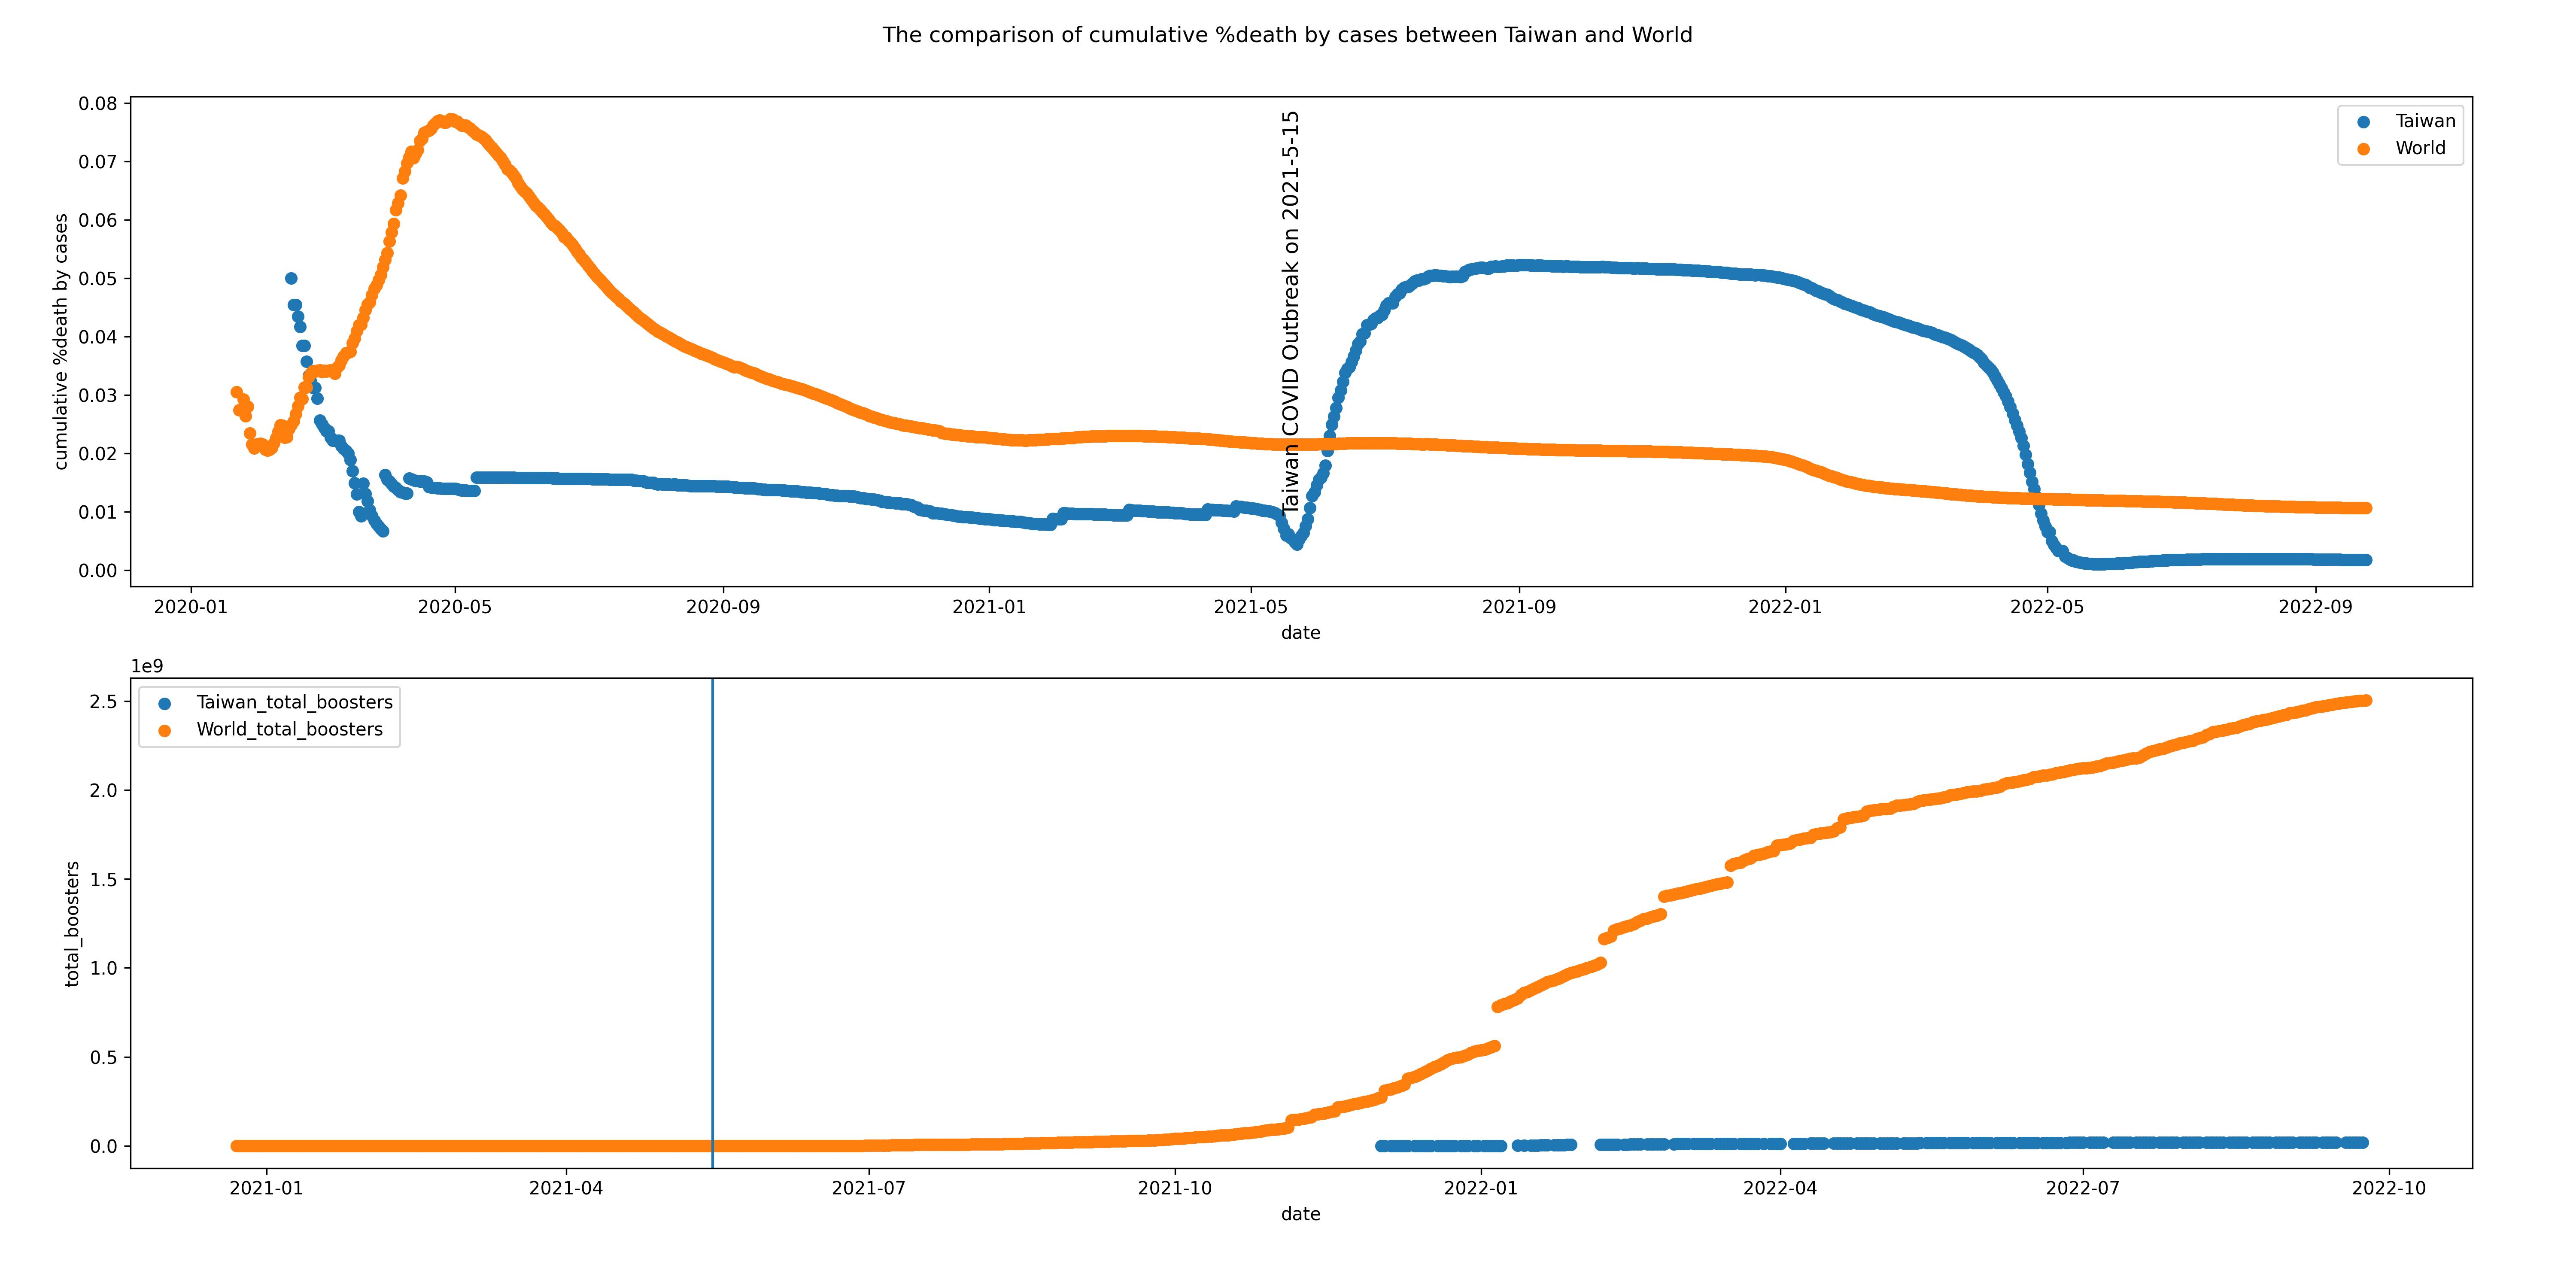 The comparison of cumulative %death by cases between Taiwan and World
cumulative %death by cases
0.08
0.07
0.06
0.05
0.04
0.03
0.02
0.01
0.00
Taiwan COVID Outbreak on 2021-5-15
Taiwan
World
2020-01 2020-05 2020-09 2021-01 2021-05 2021-09 2022-01 2022-05 2022-09
date
1e9
total_boosters
2.5
2.0
1.5
1.0
0.5
0.0
Taiwan_total_boosters
World_total_boosters
2021-01 2021-04 2021-07 2021-10 2022-01 2022-04 2022-07 2022-10
date